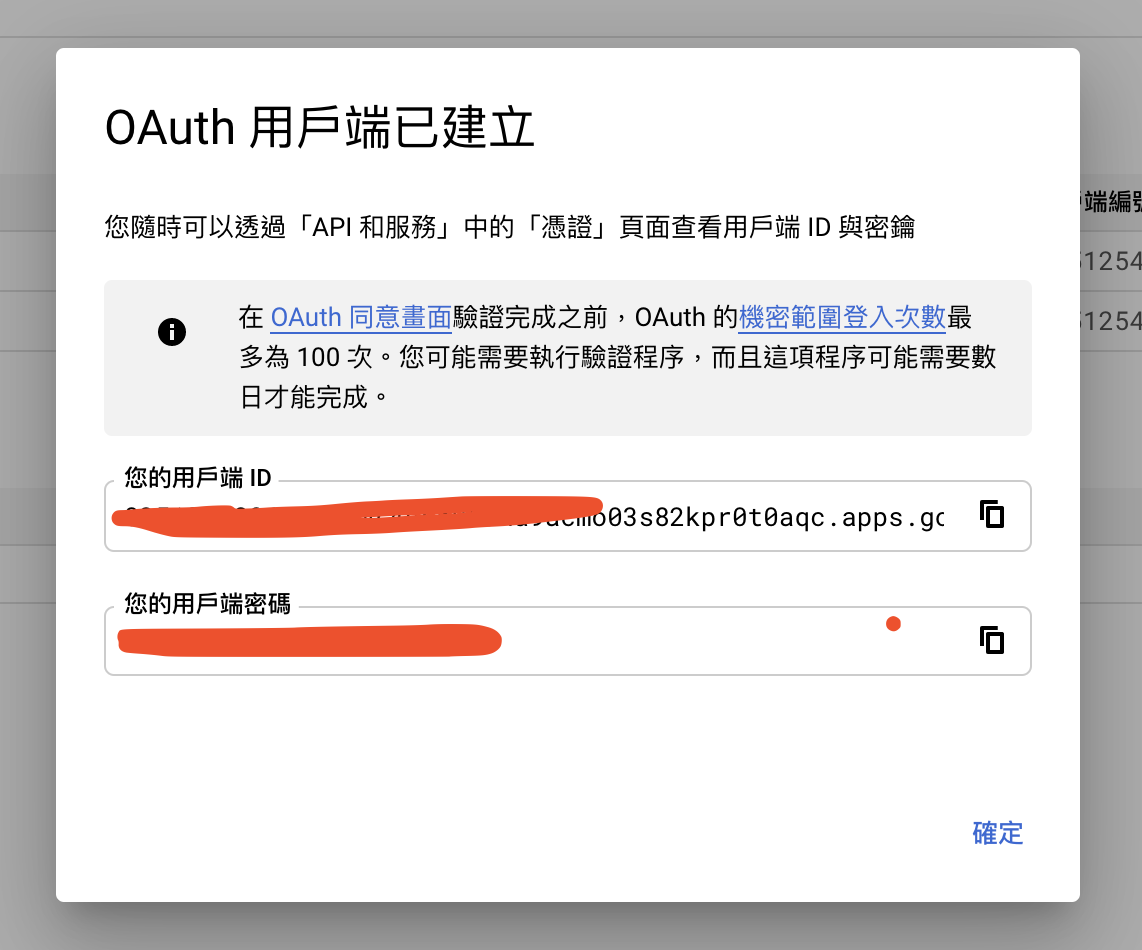 OAuth 用戶端已建立
您隨時可以透過「API 和服務」中的「憑證」頁面查看用戶端 ID 與密鑰
在 OAuth 同意畫面驗證完成之前，OAuth 的機密範圍登入次數最
多為 100 次。您可能需要執行驗證程序，而且這項程序可能需要數
日才能完成。
您的用戶端 ID
mo03s82kpr0t0aqc.apps.gc
您的用戶端密碼
確定
端編號
51254
51254